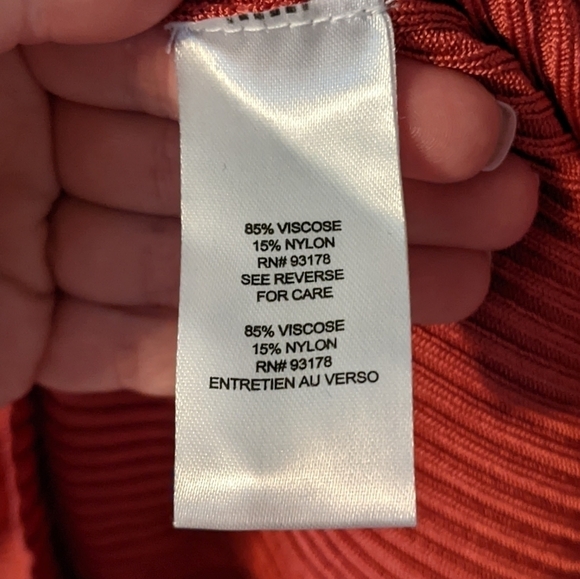 85% VISCOSE
15% NYLON
RN# 93178
SEE REVERSE
FOR CARE
85% VISCOSE
15% NYLON
RN# 93178
ENTRETIEN AU VERSO